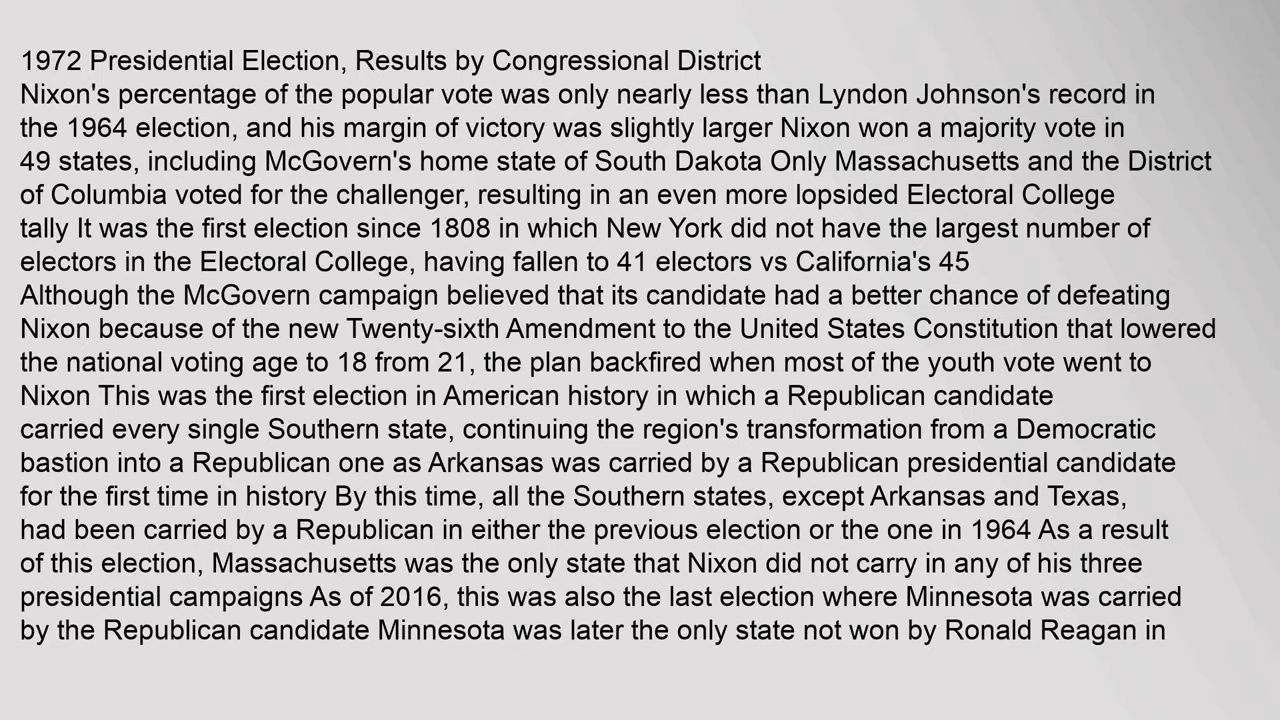 1972 Presidential Election, Results by Congressional District
Nixon's percentage of the popular vote was only nearly less than Lyndon Johnson's record in
the 1964 election, and his margin of victory was slightly larger Nixon won a majority vote in
49 states, including McGovern's home state of South Dakota Only Massachusetts and the District
of Columbia voted for the challenger, resulting in an even more lopsided Electoral College
tally It was the first election since 1808 in which New York did not have the largest number of
electors in the Electoral College, having fallen to 41 electors vs California's 45
Although the McGovern campaign believed that its candidate had a better chance of defeating
Nixon because of the new Twenty-sixth Amendment to the United States Constitution that lowered
the national voting age to 18 from 21, the plan backfired when most of the youth vote went to
Nixon This was the first election in American history in which a Republican candidate
carried every single Southern state, continuing the region's transformation from a Democratic
bastion into a Republican one as Arkansas was carried by a Republican presidential candidate
for the first time in history By this time, all the Southern states, except Arkansas and Texas,
had been carried by a Republican in either the previous election or the one in 1964 As a result
of this election, Massachusetts was the only state that Nixon did not carry in any of his three
presidential campaigns As of 2016, this was also the last election where Minnesota was carried
by the Republican candidate Minnesota was later the only state not won by Ronald Reagan in